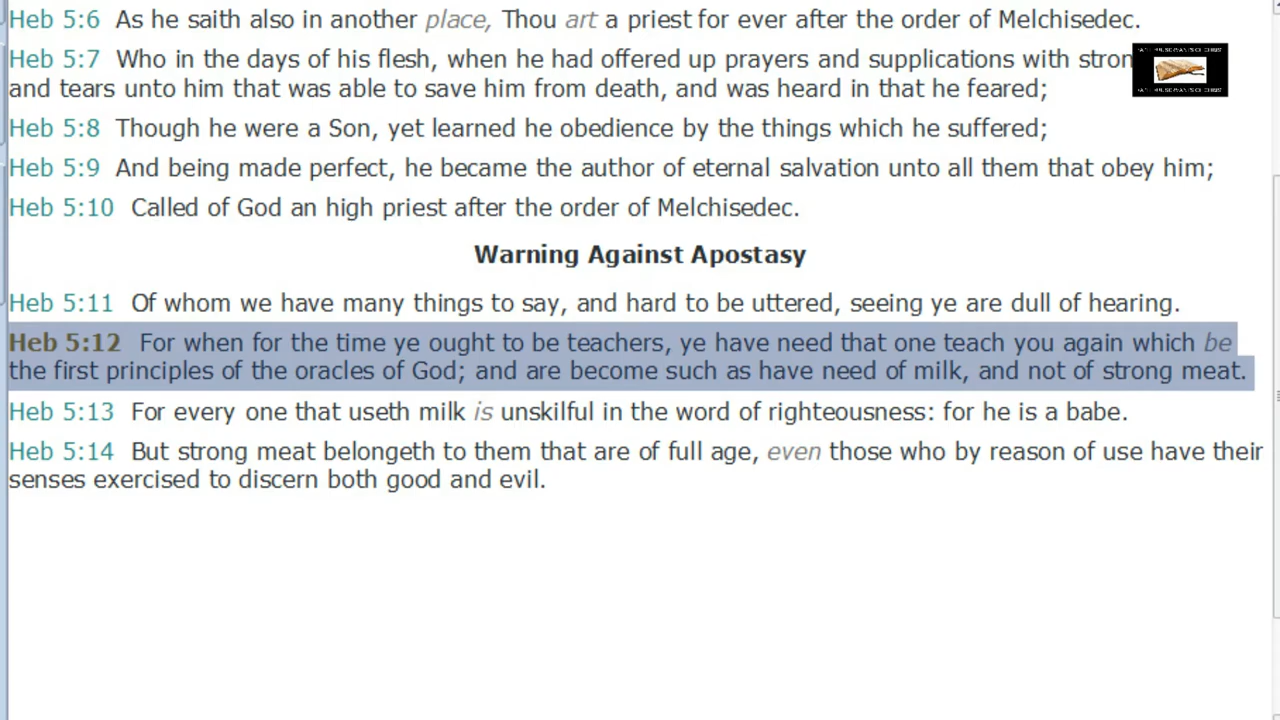 Heb 5:6 As he saith also in another place, Thou art a priest for ever after the order of Melchisedec.
Heb 5:7 Who in the days of his flesh, when he had offered up prayers and supplications with stron
and tears unto him that was able to save him from death, and was heard in that he feared;
Heb 5:8 Though he were a Son, yet learned he obedience by the things which he suffered;
Heb 5:9 And being made perfect, he became the author of eternal salvation unto all them that obey him;
Heb 5:10 Called of God an high priest after the order of Melchisedec.
Warning Against Apostasy
Heb 5:11 Of whom we have many things to say, and hard to be uttered, seeing ye are dull of hearing.
Heb 5:12 For when for the time ye ought to be teachers, ye have need that one teach you again which be
the first principles of the oracles of God; and are become such as have need of milk, and not of strong meat.
Heb 5:13 For every one that useth milk is unskilful in the word of righteousness: for he is a babe.
Heb 5:14 But strong meat belongeth to them that are of full age, even those who by reason of use have their
senses exercised to discern both good and evil.